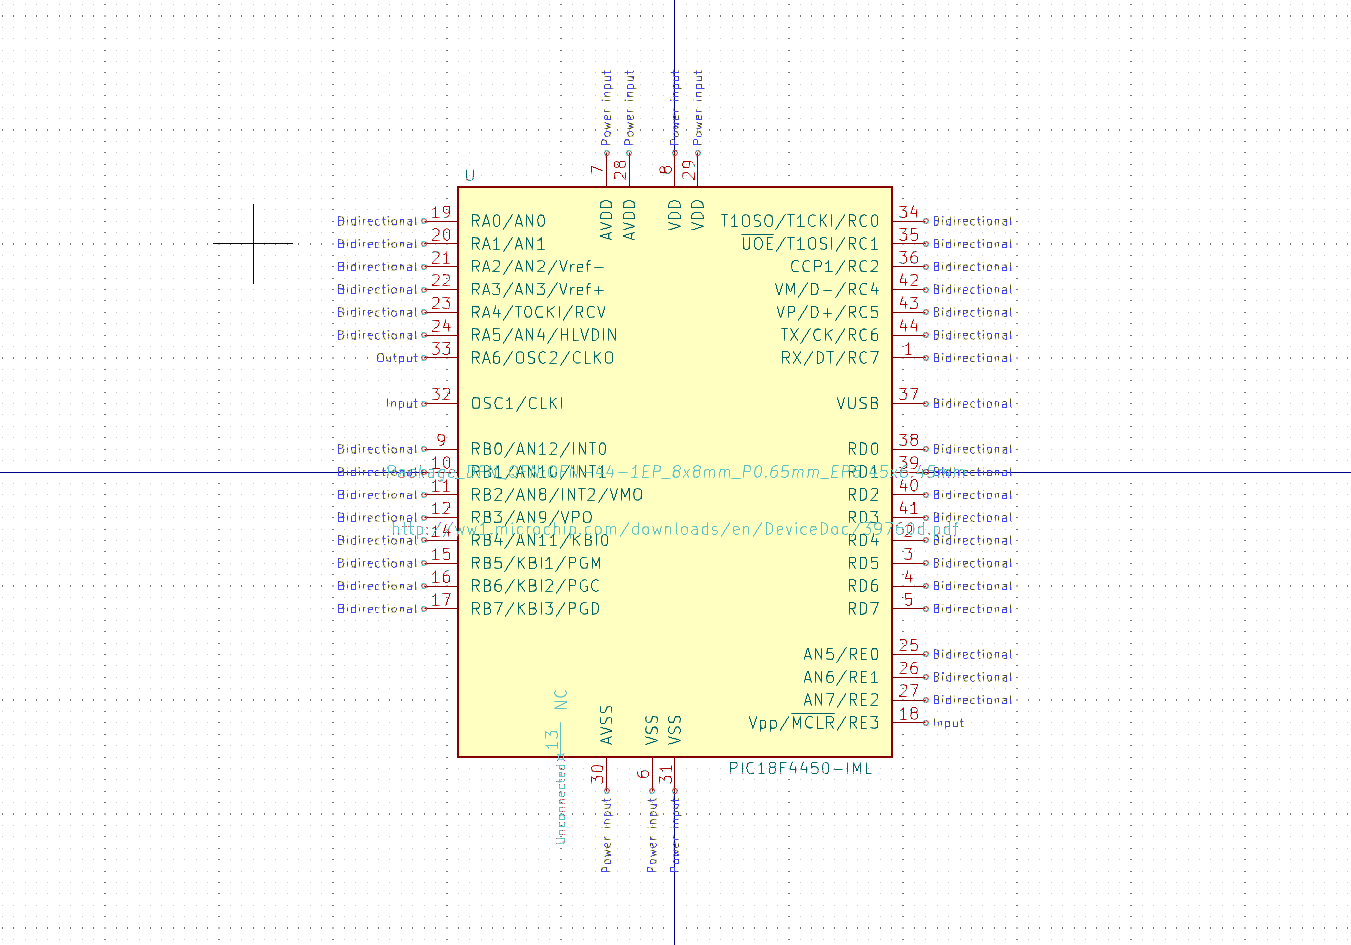 Power input
Power input
Power input
Power input
7
28
8
29
U
AVDD
AVDD
VDD
VDD
Bidirectional 19 RA0/AN0
T1OSO/T1CKI/RC0 34 Bidirectional
Bidirectional 20 RA1/AN1
UOE/T1OSI/RC1 35 Bidirectional
Bidirectional 21 RA2/AN2/Vref-
CCP1/RC2 36 Bidirectional
Bidirectional 22 RA3/AN3/Vref+
VM/D-/RC4 42 Bidirectional
Bidirectional 23 RA4/T0CKI/RCV
VP/D+/RC5 43 Bidirectional
Bidirectional 24 RA5/AN4/HLVDIN
TX/CK/RC6 44 Bidirectional
Output 33 RA6/OSC2/CLKO
RX/DT/RC7 1 Bidirectional
Input 32 OSC1/CLKI
VUSB 37 Bidirectional
Bidirectional 9 RB0/AN12/INT0
RD0 38 Bidirectional
Bidirectional 10 RB1/AN10/INT1
RD1 39 Bidirectional
Bidirectional 11 RB2/AN8/INT2/VMO
RD2 40 Bidirectional
Bidirectional 12 RB3/AN9/VPO
RD3 41 Bidirectional
http://ww1.microchip.com/downloads/en/DeviceDoc/39760d.pdf
Bidirectional 14 RB4/AN11/KBI0
RD4 2 Bidirectional
Bidirectional 15 RB5/KBI1/PGM
RD5 3 Bidirectional
Bidirectional 16 RB6/KBI2/PGC
RD6 4 Bidirectional
Bidirectional 17 RB7/KBI3/PGD
RD7 5 Bidirectional
AN5/RE0 25 Bidirectional
AN6/RE1 26 Bidirectional
AN7/RE2 27 Bidirectional
Vpp/MCLR/RE3 18 Input
NC
AVSS
VSS
VSS
13
PIC18F4450-IML
30
6
31
Unconnected
Power input
Power input
Power input